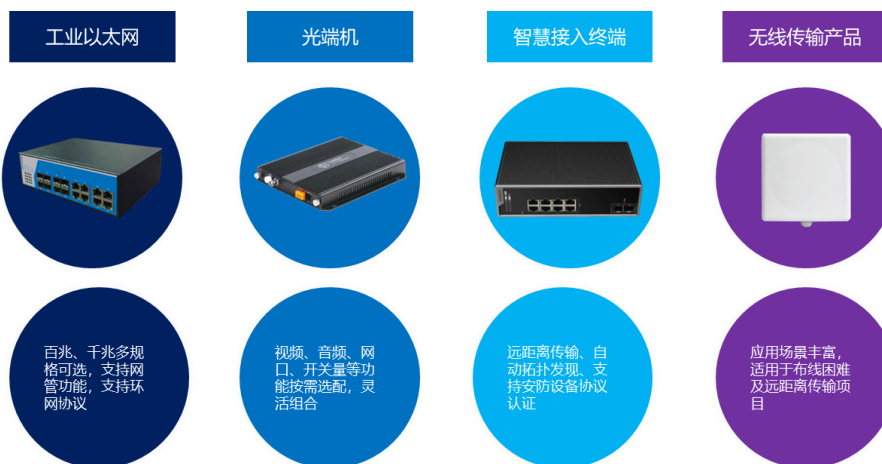 工业以太网
光端机
智慧接入终端
无线传输产品
百兆、千兆多规
格可选，支持网
管功能，支持环
网协议
视频、音频、网
口、开关量等功
能按需选配，灵
活组合
远距离传输、自
动拓扑发现、支
持安防设备协议
认证
应用场景丰富，
适用于布线困难
及远距离传输项
目